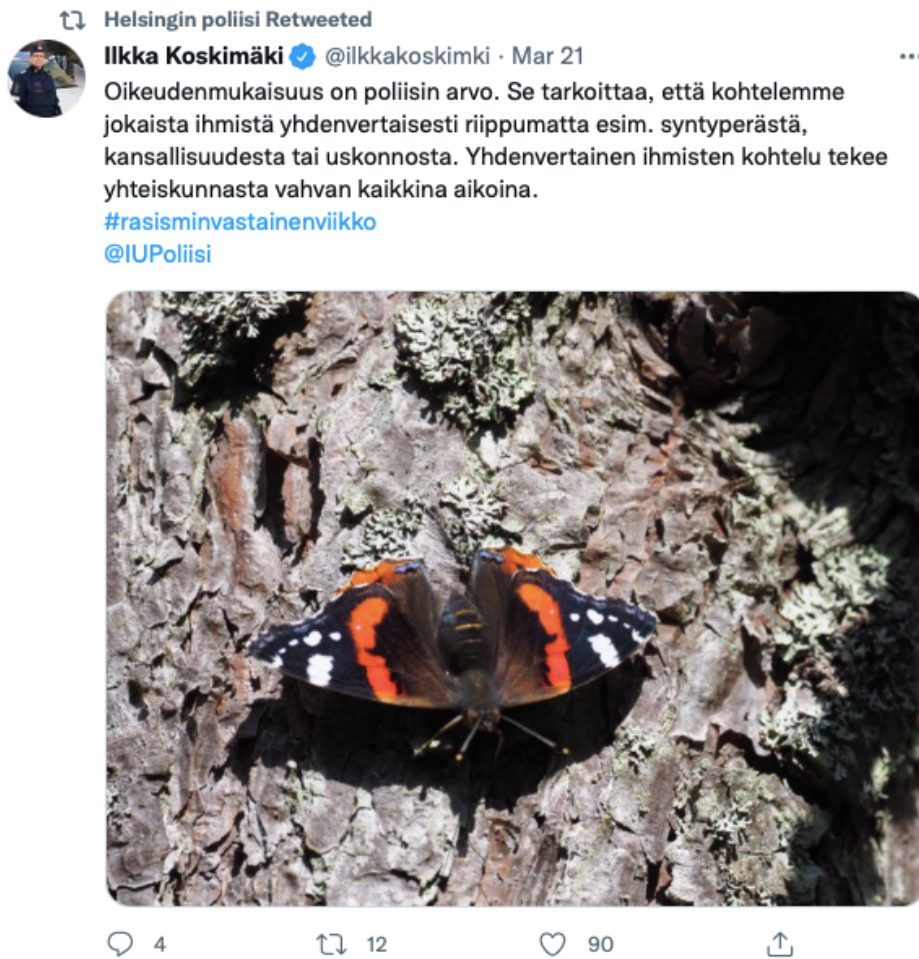 Helsingin poliisi Retweeted
Ilkka Koskimäki @ilkkakoskimki · Mar 21
Oikeudenmukaisuus on poliisin arvo. Se tarkoittaa, että kohtelemme
jokaista ihmistä yhdenvertaisesti riippumatta esim. syntyperästä,
kansallisuudesta tai uskonnosta. Yhdenvertainen ihmisten kohtelu tekee
yhteiskunnasta vahvan kaikkina aikoina.
#rasisminvastainenviikko
@IUPoliisi
4 12 90